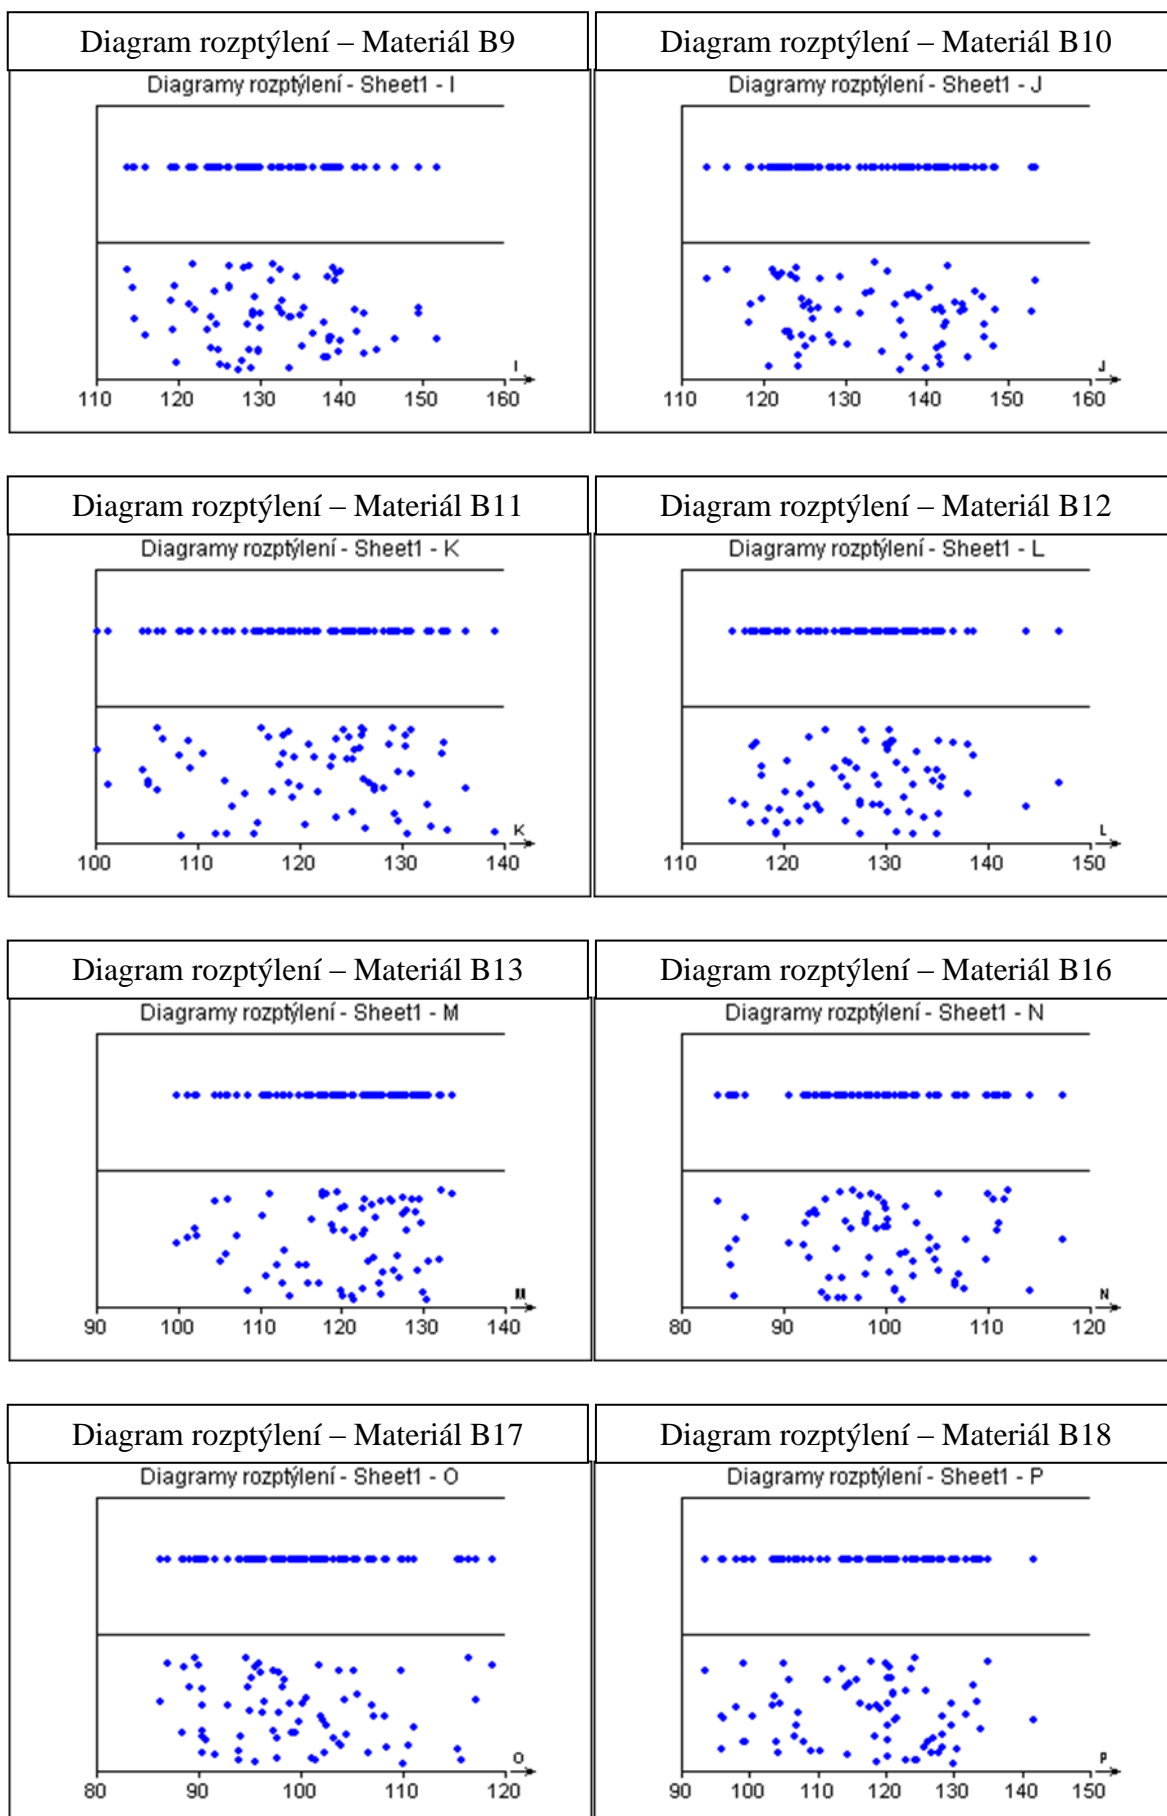 Diagram rozptýlení – Materiál B9
Diagram rozptýlení – Materiál B10
Diagramy rozptýlení - Sheet1 - I
I
110 120 130 140 150 160
Diagramy rozptýlení - Sheet1 - J
J
110 120 130 140 150 160
Diagram rozptýlení – Materiál B11
Diagram rozptýlení – Materiál B12
Diagramy rozptýlení - Sheet1 - K
K
100 110 120 130 140
Diagramy rozptýlení - Sheet1 - L
L
110 120 130 140 150
Diagram rozptýlení – Materiál B13
Diagram rozptýlení – Materiál B16
Diagramy rozptýlení - Sheet1 - M
M
90 100 110 120 130 140
Diagramy rozptýlení - Sheet1 - N
N
80 90 100 110 120
Diagram rozptýlení – Materiál B17
Diagram rozptýlení – Materiál B18
Diagramy rozptýlení - Sheet1 - O
O
80 90 100 110 120
Diagramy rozptýlení - Sheet1 - P
P
90 100 110 120 130 140 150